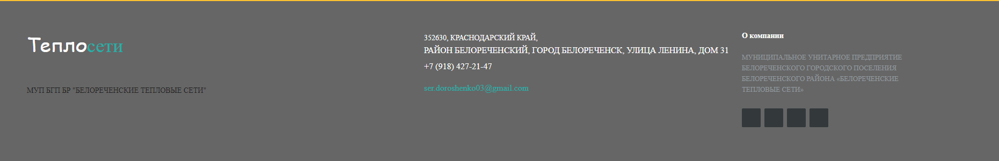 Теплосети
МУП БГП БР "БЕЛОРЕЧЕНСКИЕ ТЕПЛОВЫЕ СЕТИ"
352630, КРАСНОДАРСКИЙ КРАЙ,
РАЙОН БЕЛОРЕЧЕНСКИЙ, ГОРОД БЕЛОРЕЧЕНСК, УЛИЦА ЛЕНИНА, ДОМ 31
+7 (918) 427-21-47
ser.doroshenko03@gmail.com
О компании
МУНИЦИПАЛЬНОЕ УНИТАРНОЕ ПРЕДПРИЯТИЕ
БЕЛОРЕЧЕНСКОГО ГОРОДСКОГО ПОСЕЛЕНИЯ
БЕЛОРЕЧЕНСКОГО РАЙОНА «БЕЛОРЕЧЕНСКИЕ
ТЕПЛОВЫЕ СЕТИ»